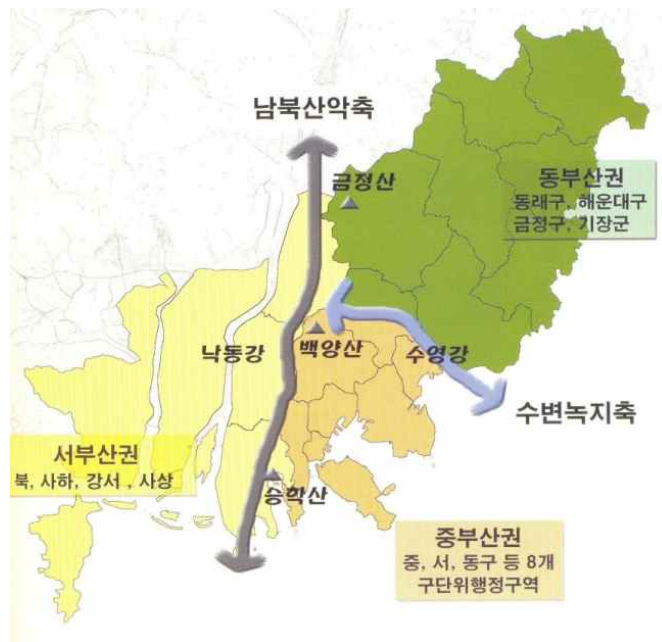 남북산악축
금정산
동부산권
동래구, 해운대구
금정구, 기장군
낙동강
백양산
수영강
수변녹지축
서부산권
북, 사하, 강서 , 사상
승학산
중부산권
중, 서, 동구 등 8개
구단위행정구역